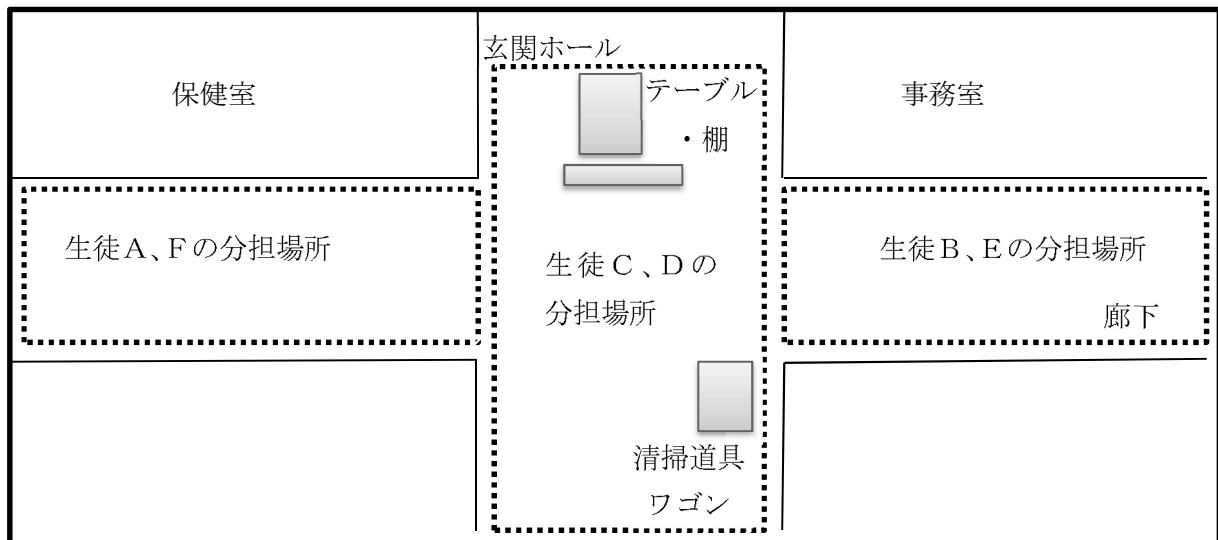 玄関ホール
保健室
テーブル
・棚
事務室
生徒A、Fの分担場所
生徒C、Dの
分担場所
生徒B、Eの分担場所
廊下
清掃道具
ワゴン